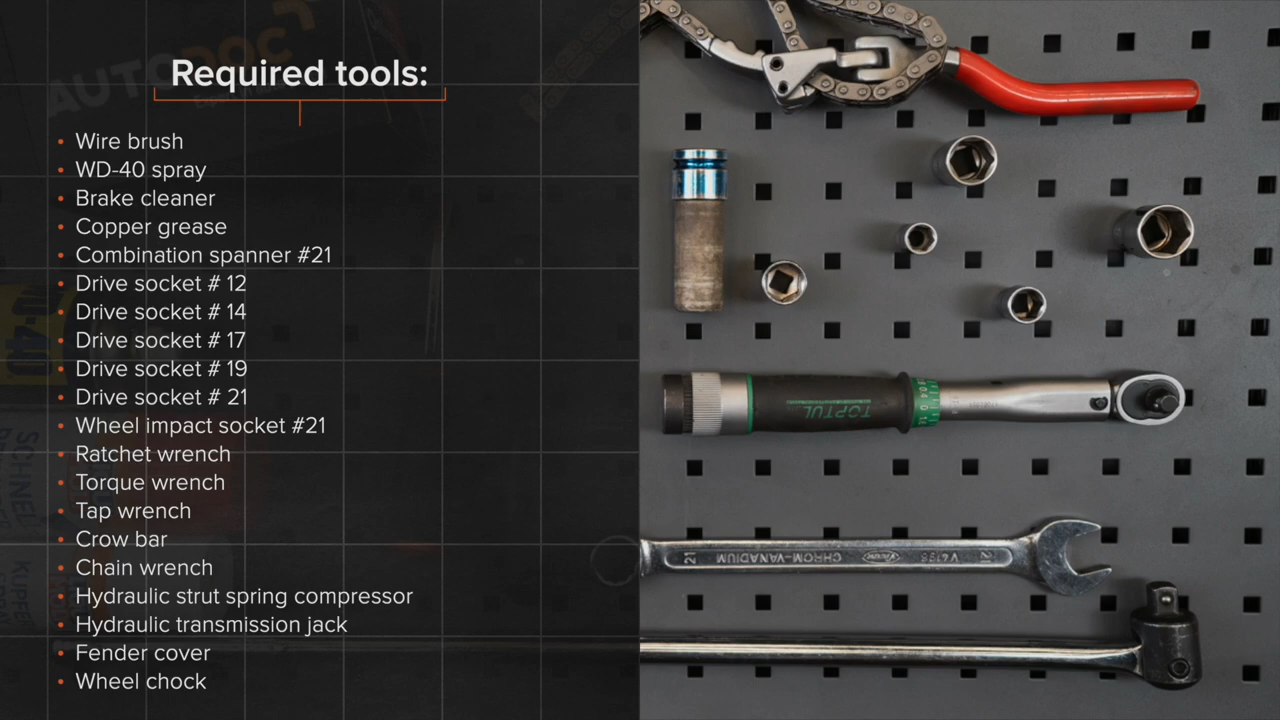 AUTODOC
Required tools:
Wire brush
WD-40 spray
Brake cleaner
Copper grease
Combination spanner #21
Drive socket # 12
Drive socket # 14
Drive socket # 17
Drive socket # 19
Drive socket # 21
Wheel impact socket #21
Ratchet wrench
Torque wrench
Tap wrench
Crow bar
Chain wrench
Hydraulic strut spring compressor
Hydraulic transmission jack
Fender cover
Wheel chock
TOPTUL
21 CHROM-VANADIUM 21
SCHNEL
KUPFE